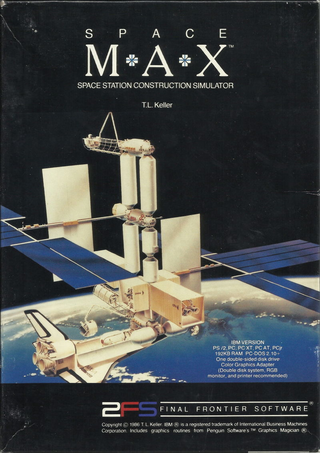 SPACE
M*A*X™
SPACE STATION CONSTRUCTION SIMULATOR
T.L. Keller
IBM VERSION
PS /2, PC, PC XT, PC AT, PCjr
192KB RAM PC-DOS 2.10+
One double-sided disk drive
Color Graphics Adapter
(Double disk system, RGB
monitor, and printer recommended)
2FS FINAL FRONTIER SOFTWARE®
Copyright © 1986 T.L. Keller. IBM ® is a registered trademark of International Business Machines
Corporation. Includes graphics routines from Penguin Software's ™ Graphics Magician ®.